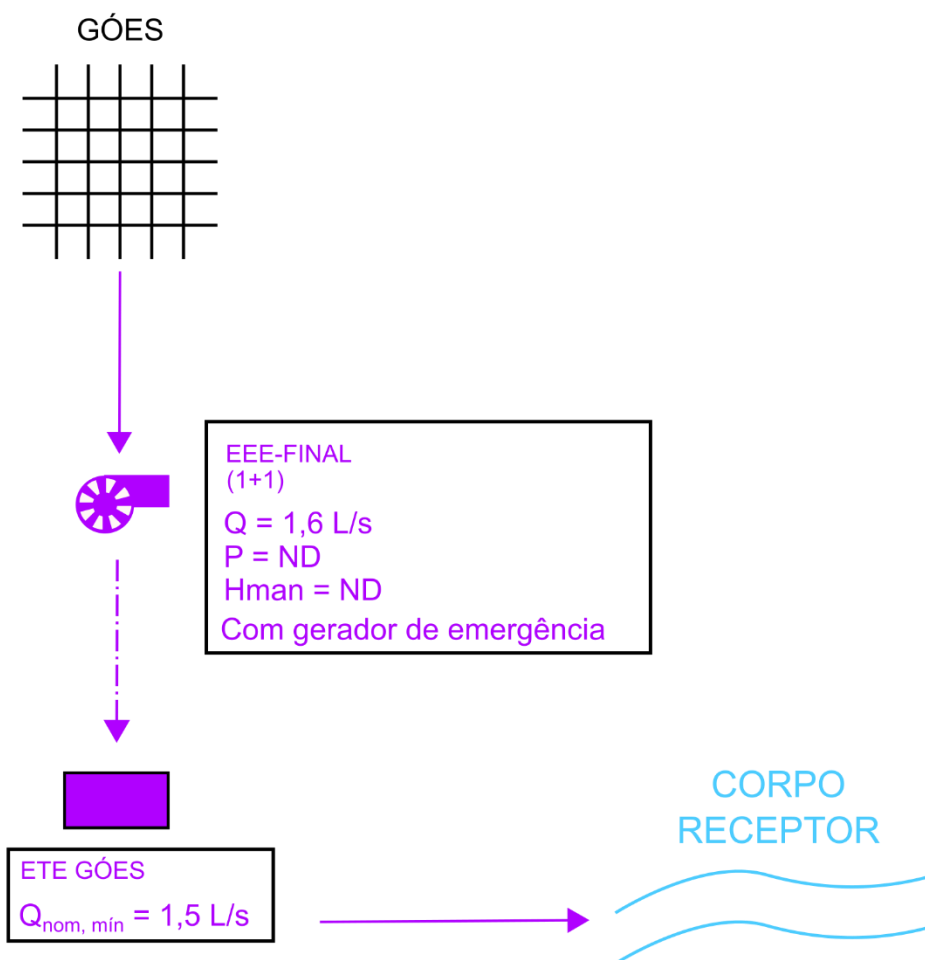 GÓES
EEE-FINAL
(1+1)
Q = 1,6 L/s
P = ND
Hman = ND
Com gerador de emergência
CORPO
RECEPTOR
ETE GÓES
Qnom, mín = 1,5 L/s